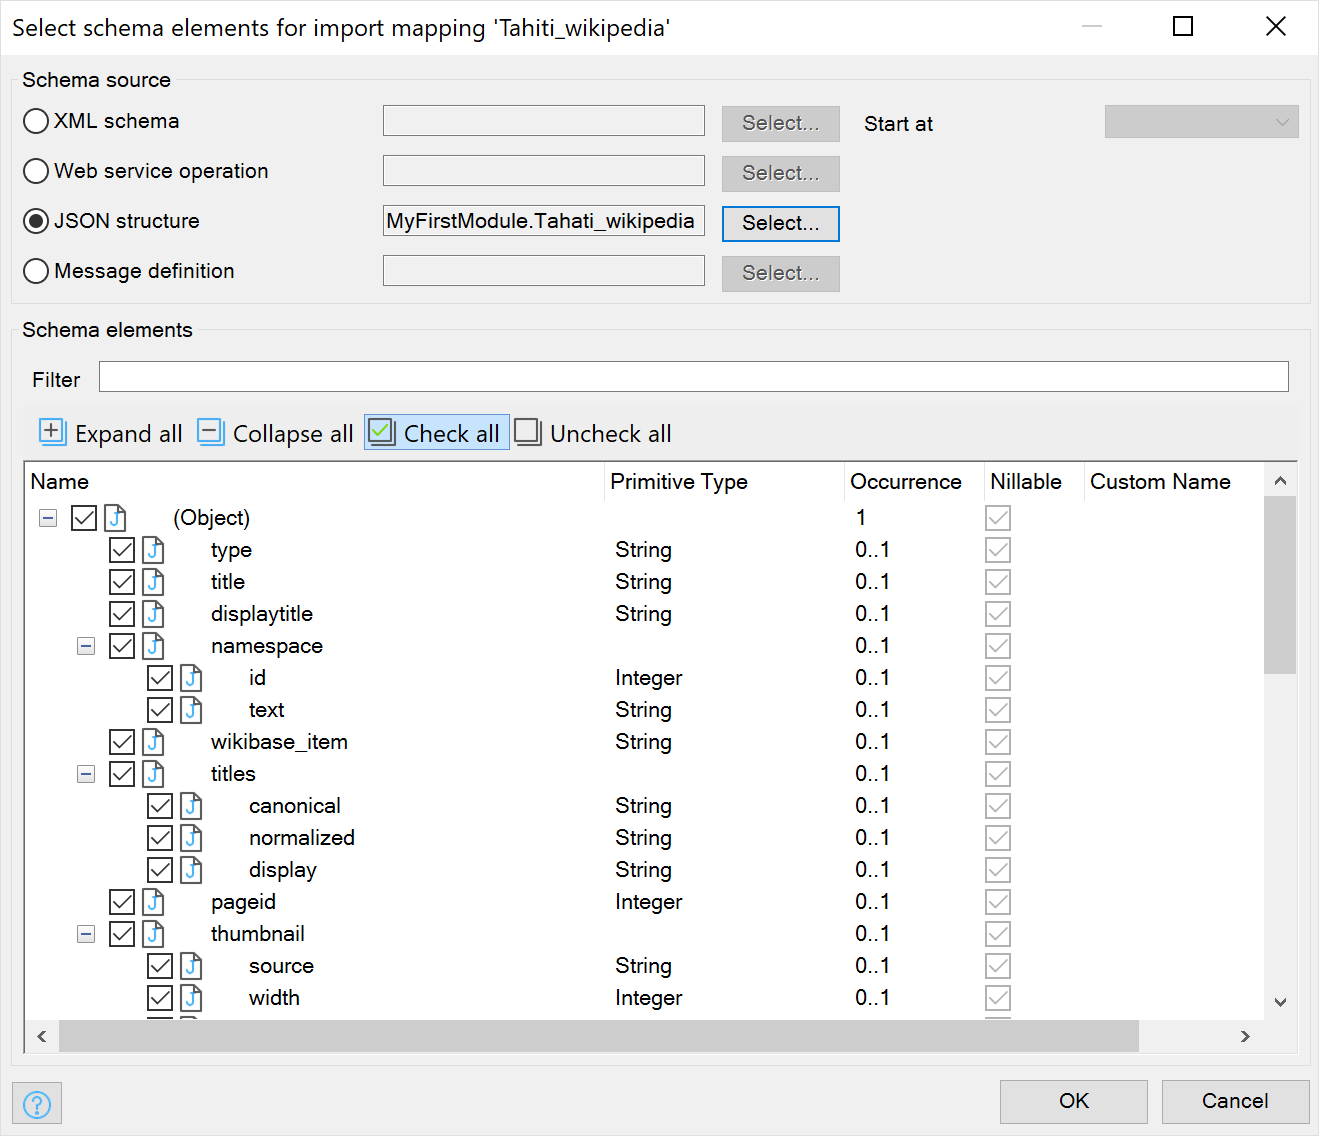 Select schema elements for import mapping 'Tahiti_wikipedia'
Schema source
XML schema Select... Start at
Web service operation Select...
JSON structure MyFirstModule.Tahati_wikipedia Select...
Message definition Select...
Schema elements
Filter
Expand all Collapse all Check all Uncheck all
Name Primitive Type Occurrence Nillable Custom Name
(Object) 1
type String 0..1
title String 0..1
displaytitle String 0..1
namespace 0..1
id Integer 0..1
text String 0..1
wikibase_item String 0..1
titles 0..1
canonical String 0..1
normalized String 0..1
display String 0..1
pageid Integer 0..1
thumbnail 0..1
source String 0..1
width Integer 0..1
OK Cancel